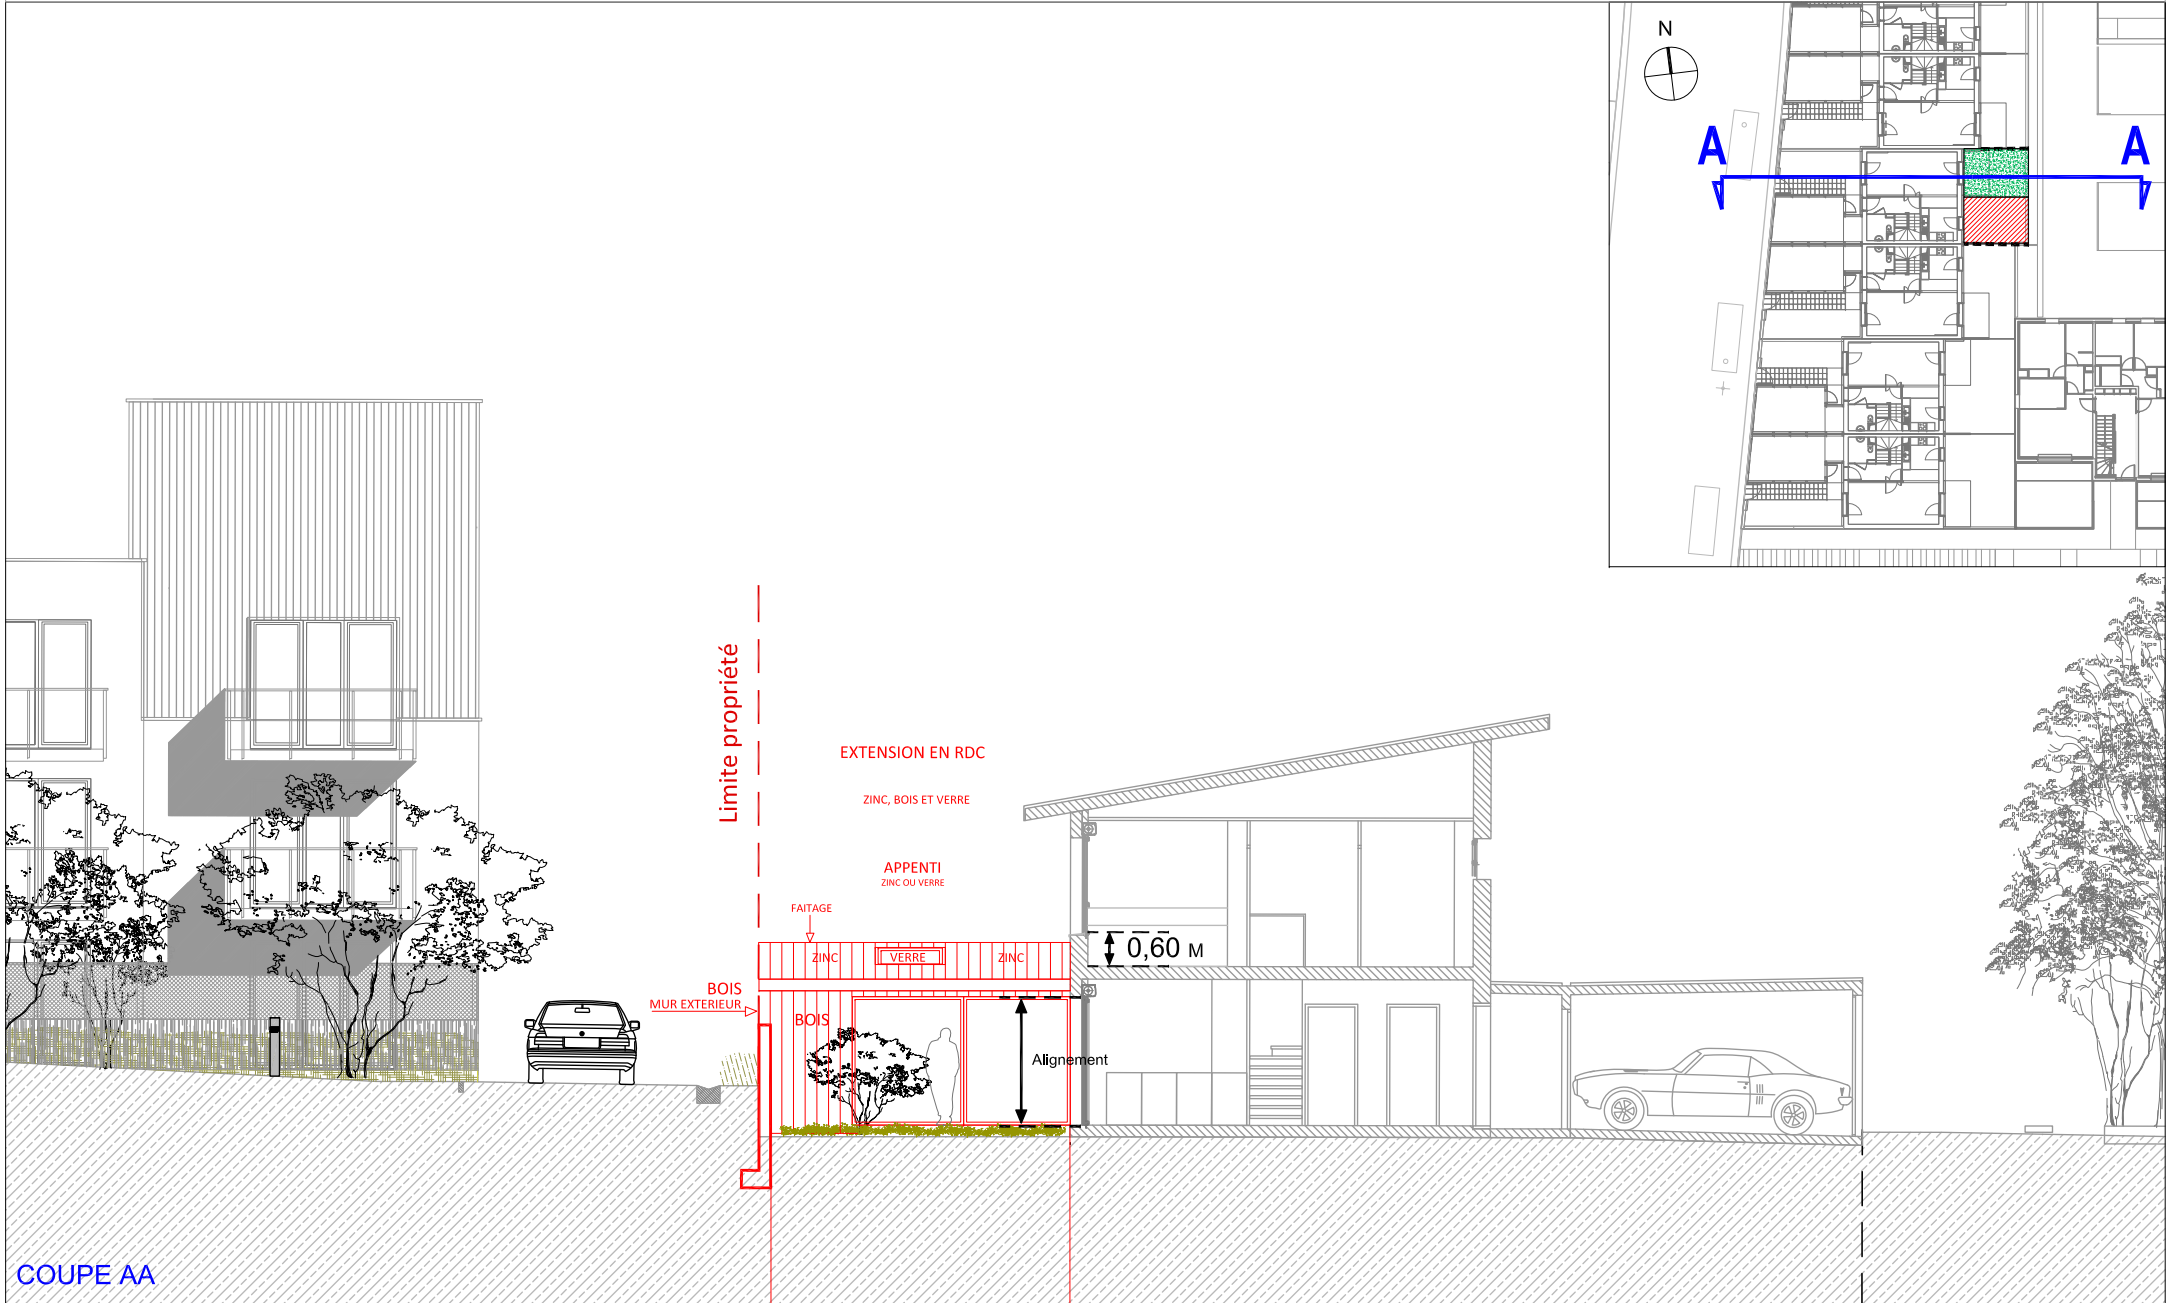 N
A
A
Limite propriété
EXTENSION EN RDC
ZINC, BOIS ET VERRE
APPENTI
ZINC OU VERRE
FAITAGE
ZINC
VERRE
ZINC
0,60 M
BOIS
MUR EXTERIEUR
BOIS
Alignement
COUPE AA